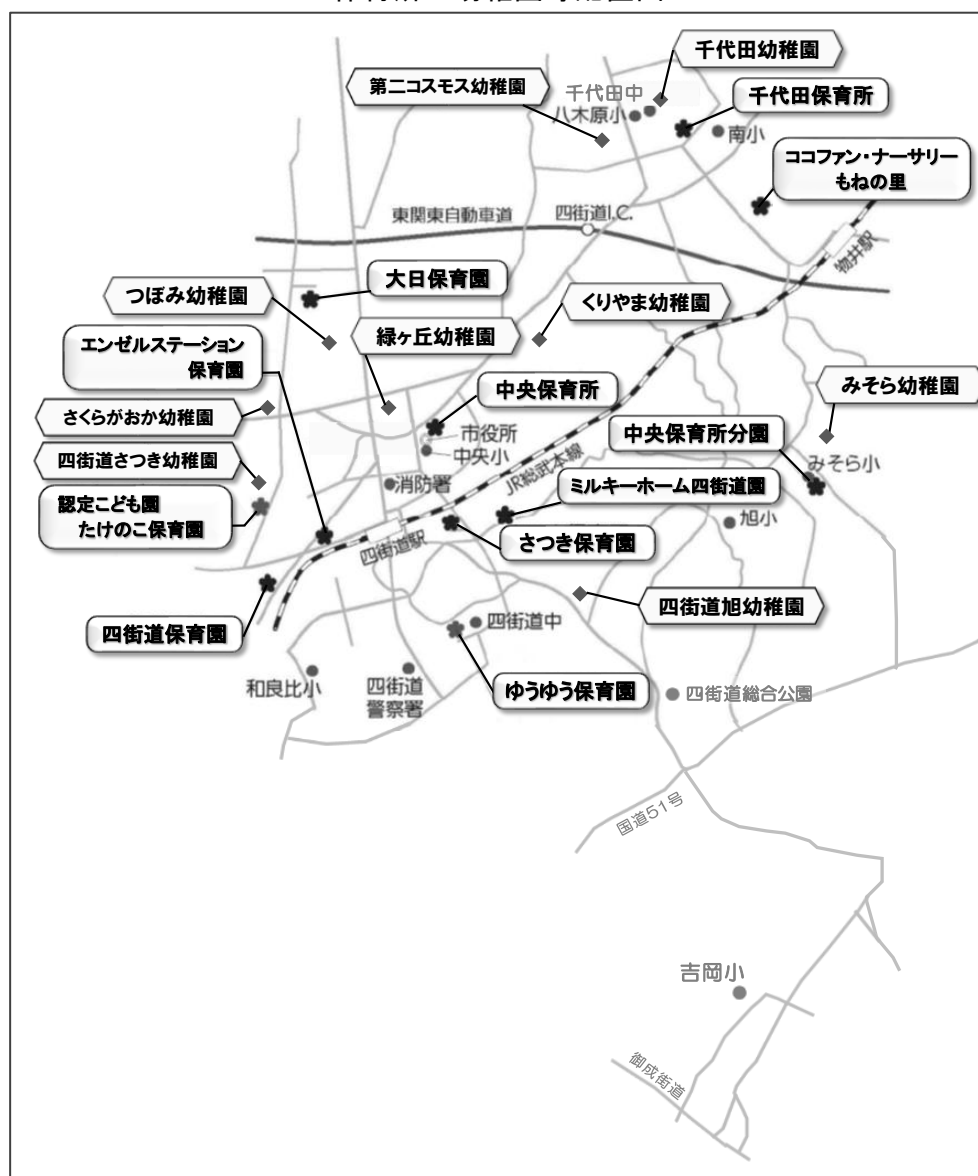 千代田幼稚園
第二コスモス幼稚園
千代田中
八木原小
千代田保育所
南小
ココファン・ナーサリー
もねの里
東関東自動車道
四街道I.C.
物井駅
大日保育園
つぼみ幼稚園
くりやま幼稚園
緑ヶ丘幼稚園
エンゼルステーション
保育園
中央保育所
みそら幼稚園
さくらがおか幼稚園
市役所
中央小
中央保育所分園
みそら小
四街道さつき幼稚園
JR総武本線
消防署
ミルキーホーム四街道園
認定こども園
たけのこ保育園
旭小
四街道駅
さつき保育園
四街道旭幼稚園
四街道保育園
四街道中
和良比小
四街道
警察署
ゆうゆう保育園
四街道総合公園
国道51号
吉岡小
御成街道